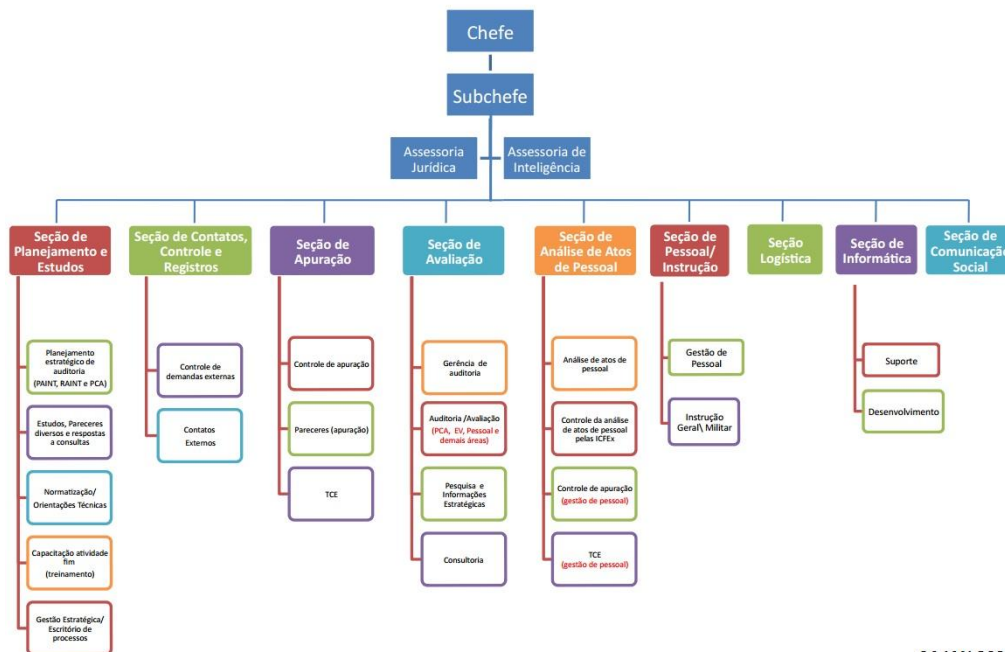 Chefe
Subchefe
Assessoria
Jurídica
Assessoria de
Inteligência
Seção de
Planejamento e
Estudos
Seção de Contatos,
Controle e
Registros
Seção de
Apuração
Seção de
Avaliação
Seção de
Análise de Atos
de Pessoal
Seção de
Pessoal/
Instrução
Seção
Logística
Seção de
Informática
Seção de
Comunicação
Social
Planejamento
estratégico de
auditoria
(PAINT, RAINT e PCA)
Estudos, Pareceres
diversos e respostas
a consultas
Normatização/
Orientações Técnicas
Capacitação atividade
fim
(treinamento)
Gestão Estratégica/
Escritório de
processos
Controle de
demandas externas
Contatos
Externos
Controle de apuração
Pareceres (apuração)
TCE
Gerência de
auditoria
Auditoria /Avaliação
(PCA, EV, Pessoal e
demais áreas)
Pesquisa e
Informações
Estratégicas
Consultoria
Análise de atos de
pessoal
Controle da análise
de atos de pessoal
pelas ICFEx
Controle de apuração
(gestão de pessoal)
TCE
(gestão de pessoal)
Gestão de
Pessoal
Instrução
Geral\ Militar
Suporte
Desenvolvimento